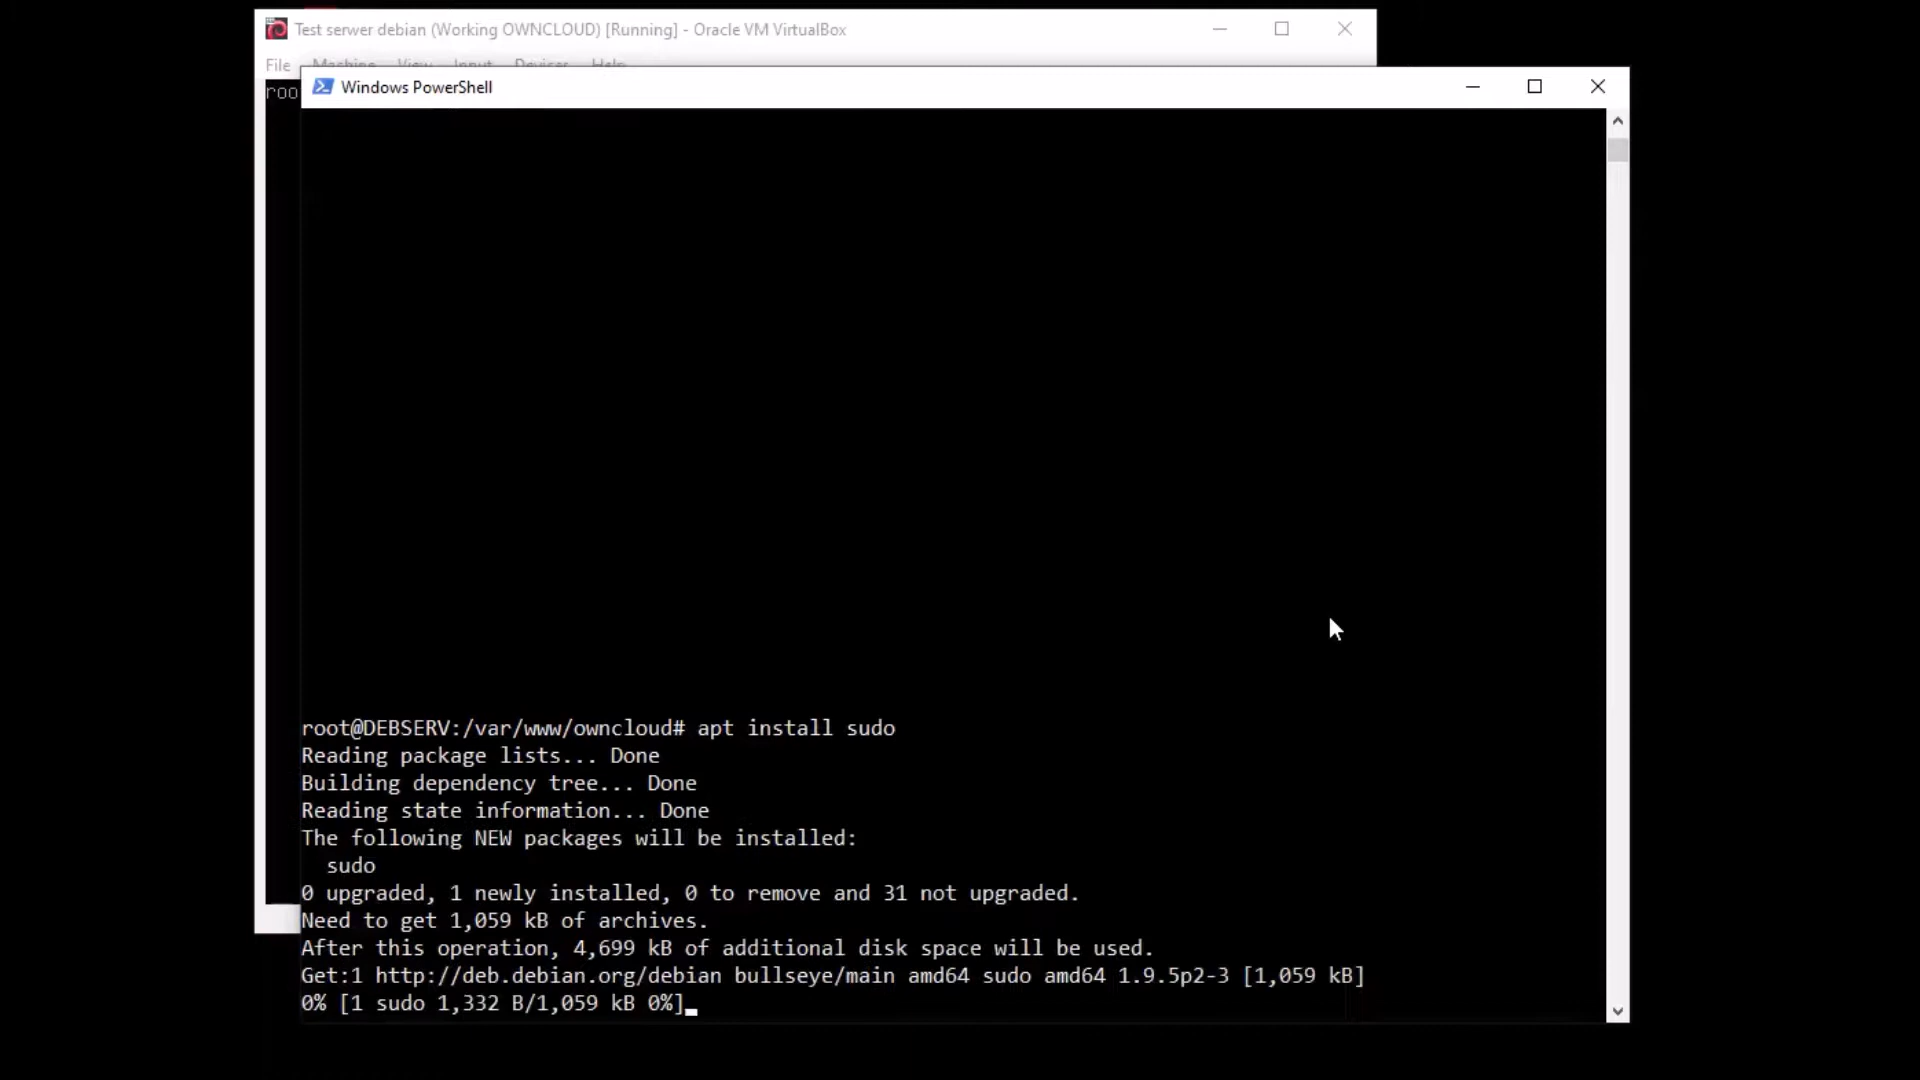 Test serwer debian (Working OWNCLOUD) [Running] - Oracle VM VirtualBox
File Machine View Input Devices Help
roo
Windows PowerShell
root@DEBSERV:/var/www/owncloud# apt install sudo
Reading package lists... Done
Building dependency tree... Done
Reading state information... Done
The following NEW packages will be installed:
sudo
0 upgraded, 1 newly installed, 0 to remove and 31 not upgraded.
Need to get 1,059 kB of archives.
After this operation, 4,699 kB of additional disk space will be used.
Get:1 http://deb.debian.org/debian bullseye/main amd64 sudo amd64 1.9.5p2-3 [1,059 kB]
0% [1 sudo 1,332 B/1,059 kB 0%]